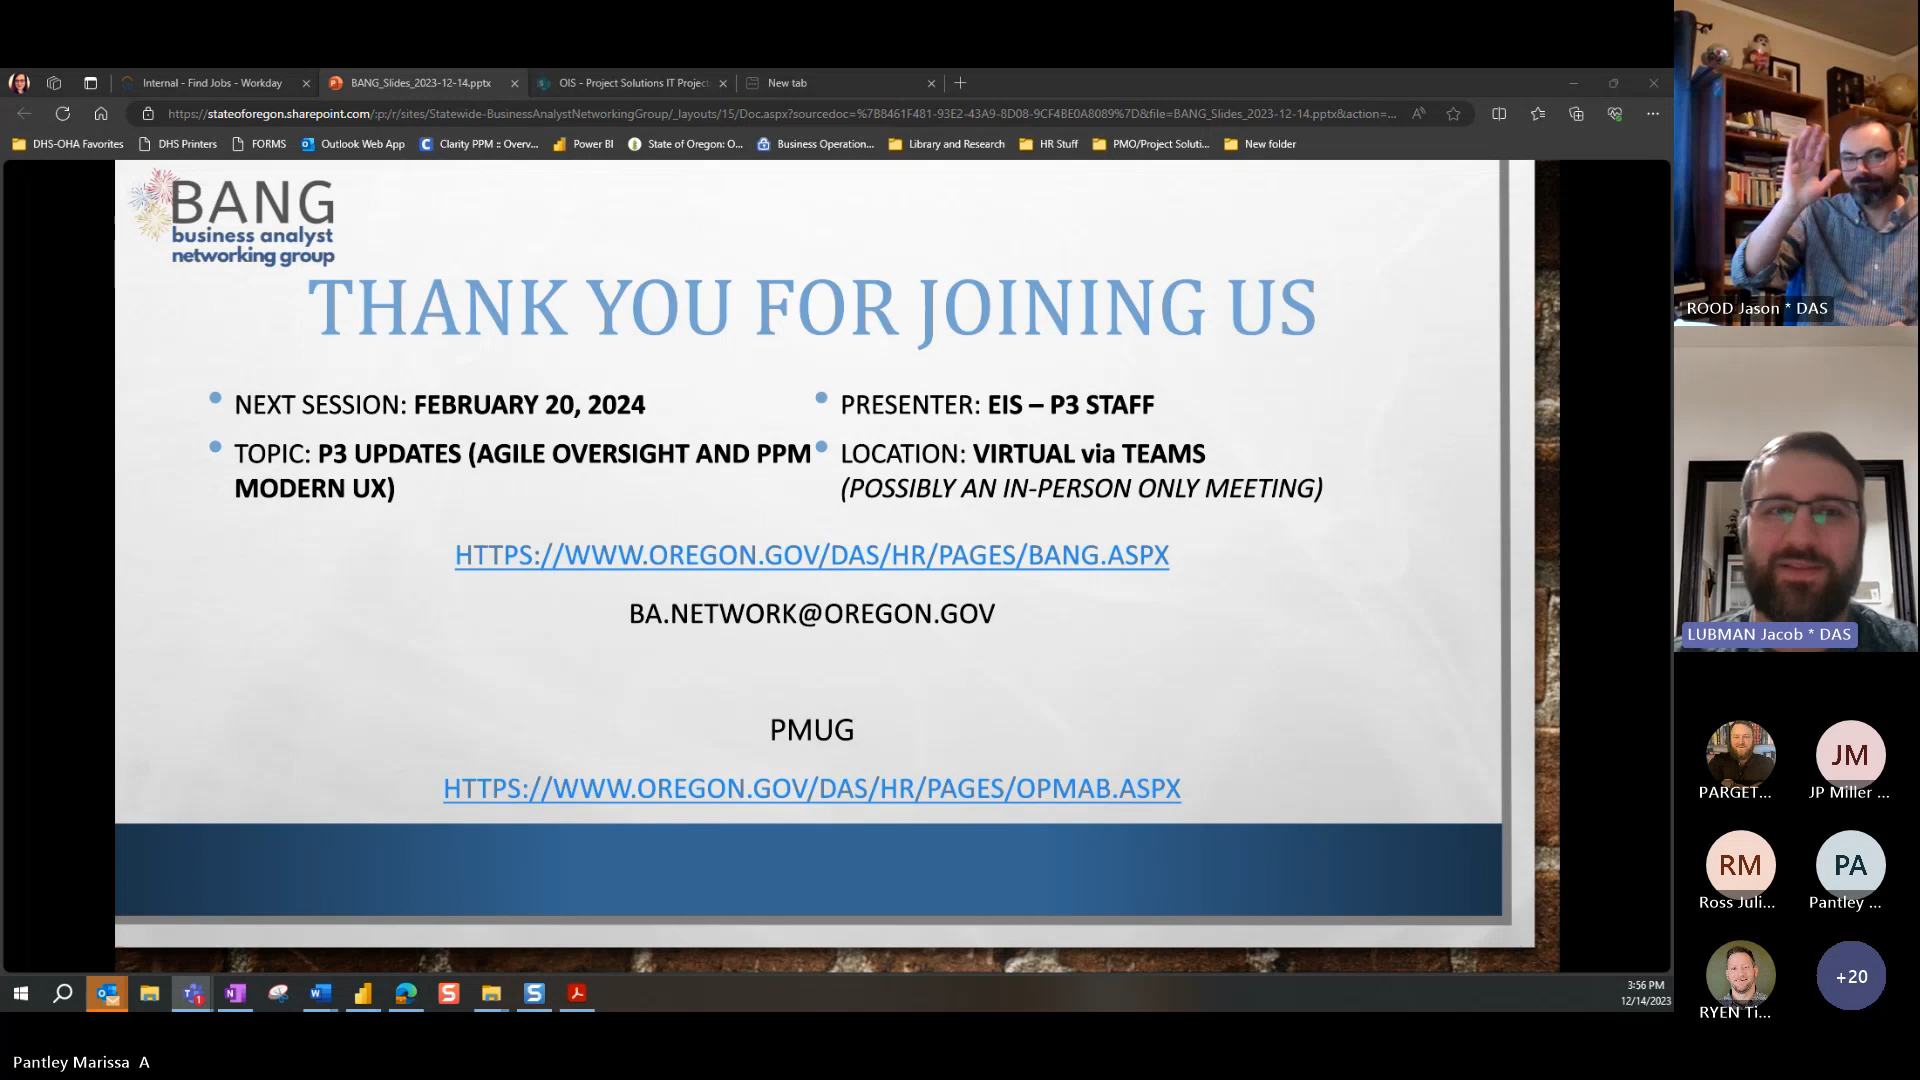 Internal - Find Jobs - Workday
BANG_Slides_2023-12-14.pptx
OIS - Project Solutions IT Project
New tab
https://stateoforegon.sharepoint.com/:p:/r/sites/Statewide-BusinessAnalystNetworkingGroup/_layouts/15/Doc.aspx?sourcedoc=%7B8461F481-93E2-43A9-8D08-9CF4BE0A8089%7D&file=BANG_Slides_2023-12-14.pptx&action=...
DHS-OHA Favorites
DHS Printers
FORMS
Outlook Web App
Clarity PPM :: Overv...
Power BI
State of Oregon: O...
Business Operation...
Library and Research
HR Stuff
PMO/Project Soluti...
New folder
BANG
business analyst
networking group
THANK YOU FOR JOINING US
NEXT SESSION: FEBRUARY 20, 2024
TOPIC: P3 UPDATES (AGILE OVERSIGHT AND PPM
MODERN UX)
PRESENTER: EIS – P3 STAFF
LOCATION: VIRTUAL via TEAMS
(POSSIBLY AN IN-PERSON ONLY MEETING)
HTTPS://WWW.OREGON.GOV/DAS/HR/PAGES/BANG.ASPX
BA.NETWORK@OREGON.GOV
PMUG
HTTPS://WWW.OREGON.GOV/DAS/HR/PAGES/OPMAB.ASPX
3:56 PM
12/14/2023
ROOD Jason * DAS
LUBMAN Jacob * DAS
PARGET...
JM
JP Miller ...
RM
Ross Juli...
PA
Pantley ...
RYEN Ti...
+20
Pantley Marissa A